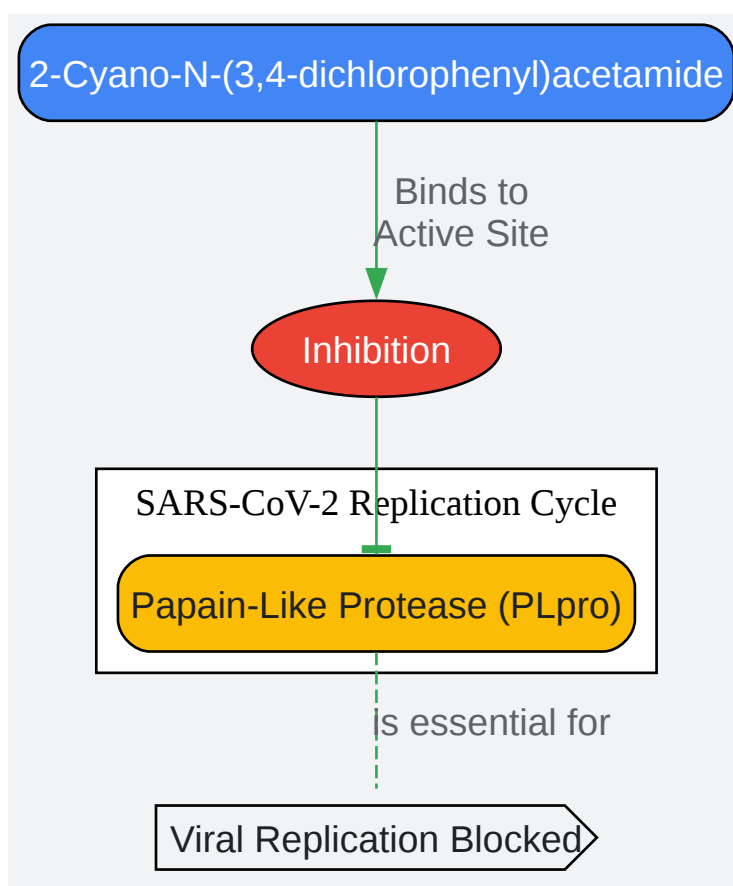 2-Cyano-N-(3,4-dichlorophenyl)acetamide
Binds to
Active Site
Inhibition
SARS-CoV-2 Replication Cycle
Papain-Like Protease (PLpro)
is essential for
Viral Replication Blocked